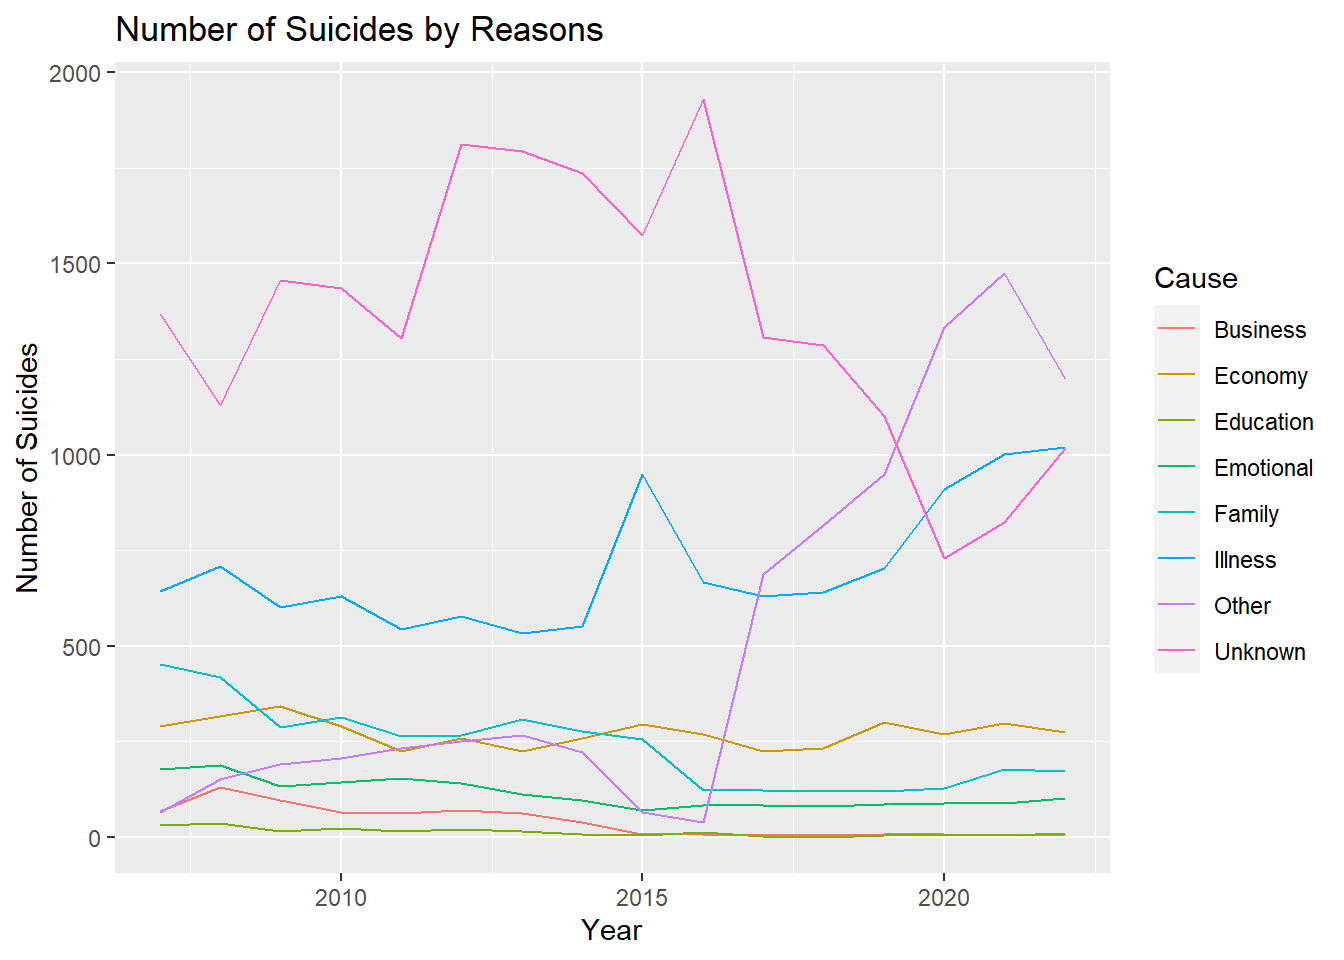 Number of Suicides by Reasons
2000
1500
1000
500
0
Number of Suicides
2010
2015
2020
Year
Cause
Business
Economy
Education
Emotional
Family
Illness
Other
Unknown